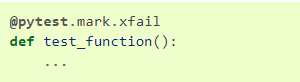 @pytest.mark.xfail
def test_function():
    ...